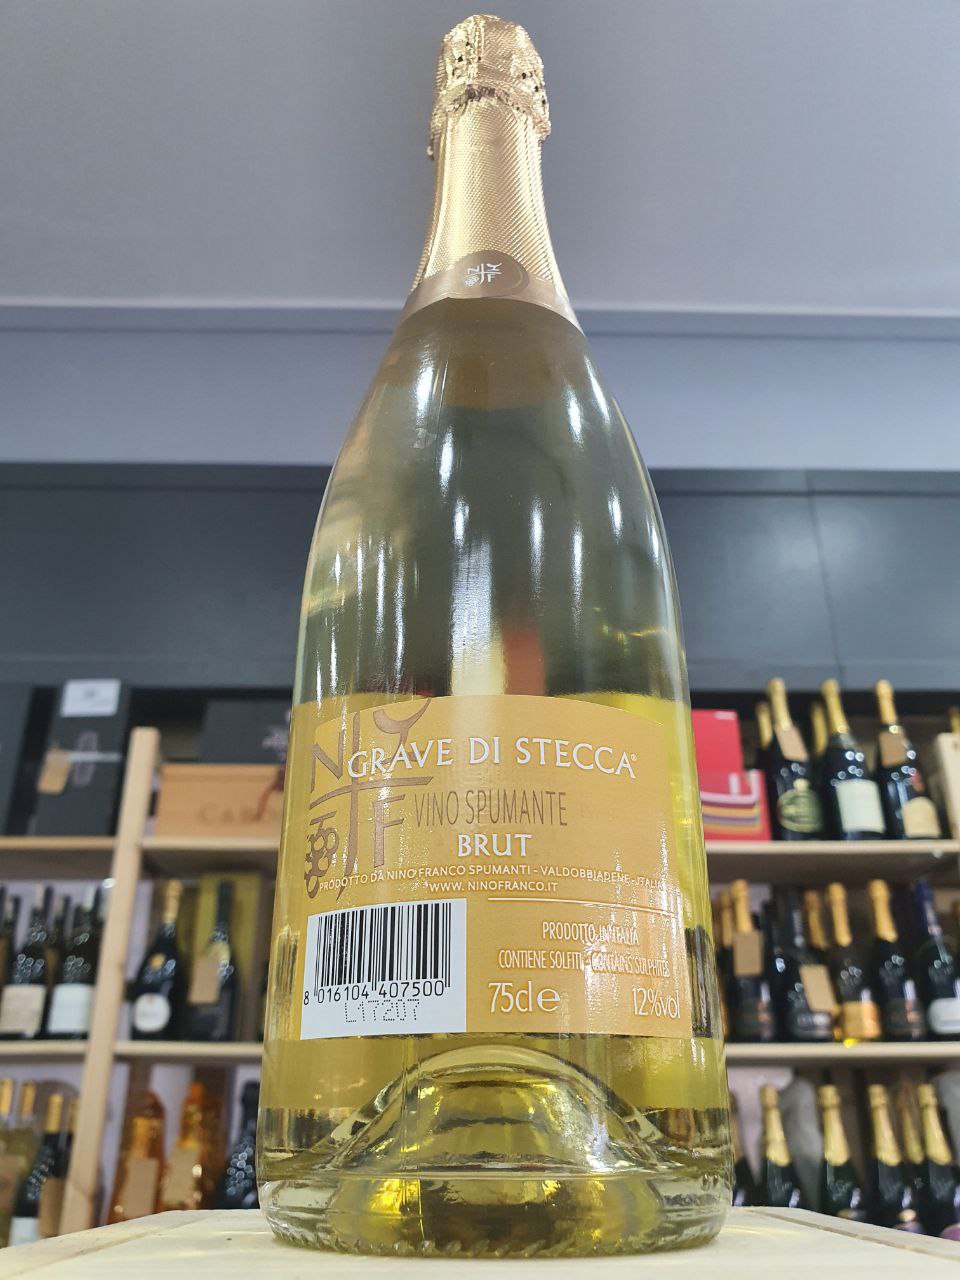 N
F
GRAVE DI STECCA®
VINO SPUMANTE
BRUT
PRODOTTO DA NINO FRANCO SPUMANTI - VALDOBBIADENE - ITALIA
WWW. NINOFRANCO.IT
PRODOTTO IN ITALIA
CONTIENE SOLFITI - CONTAINS SULPHITES
75cl e 12%vol
8 016104 407500
L17207
N
F